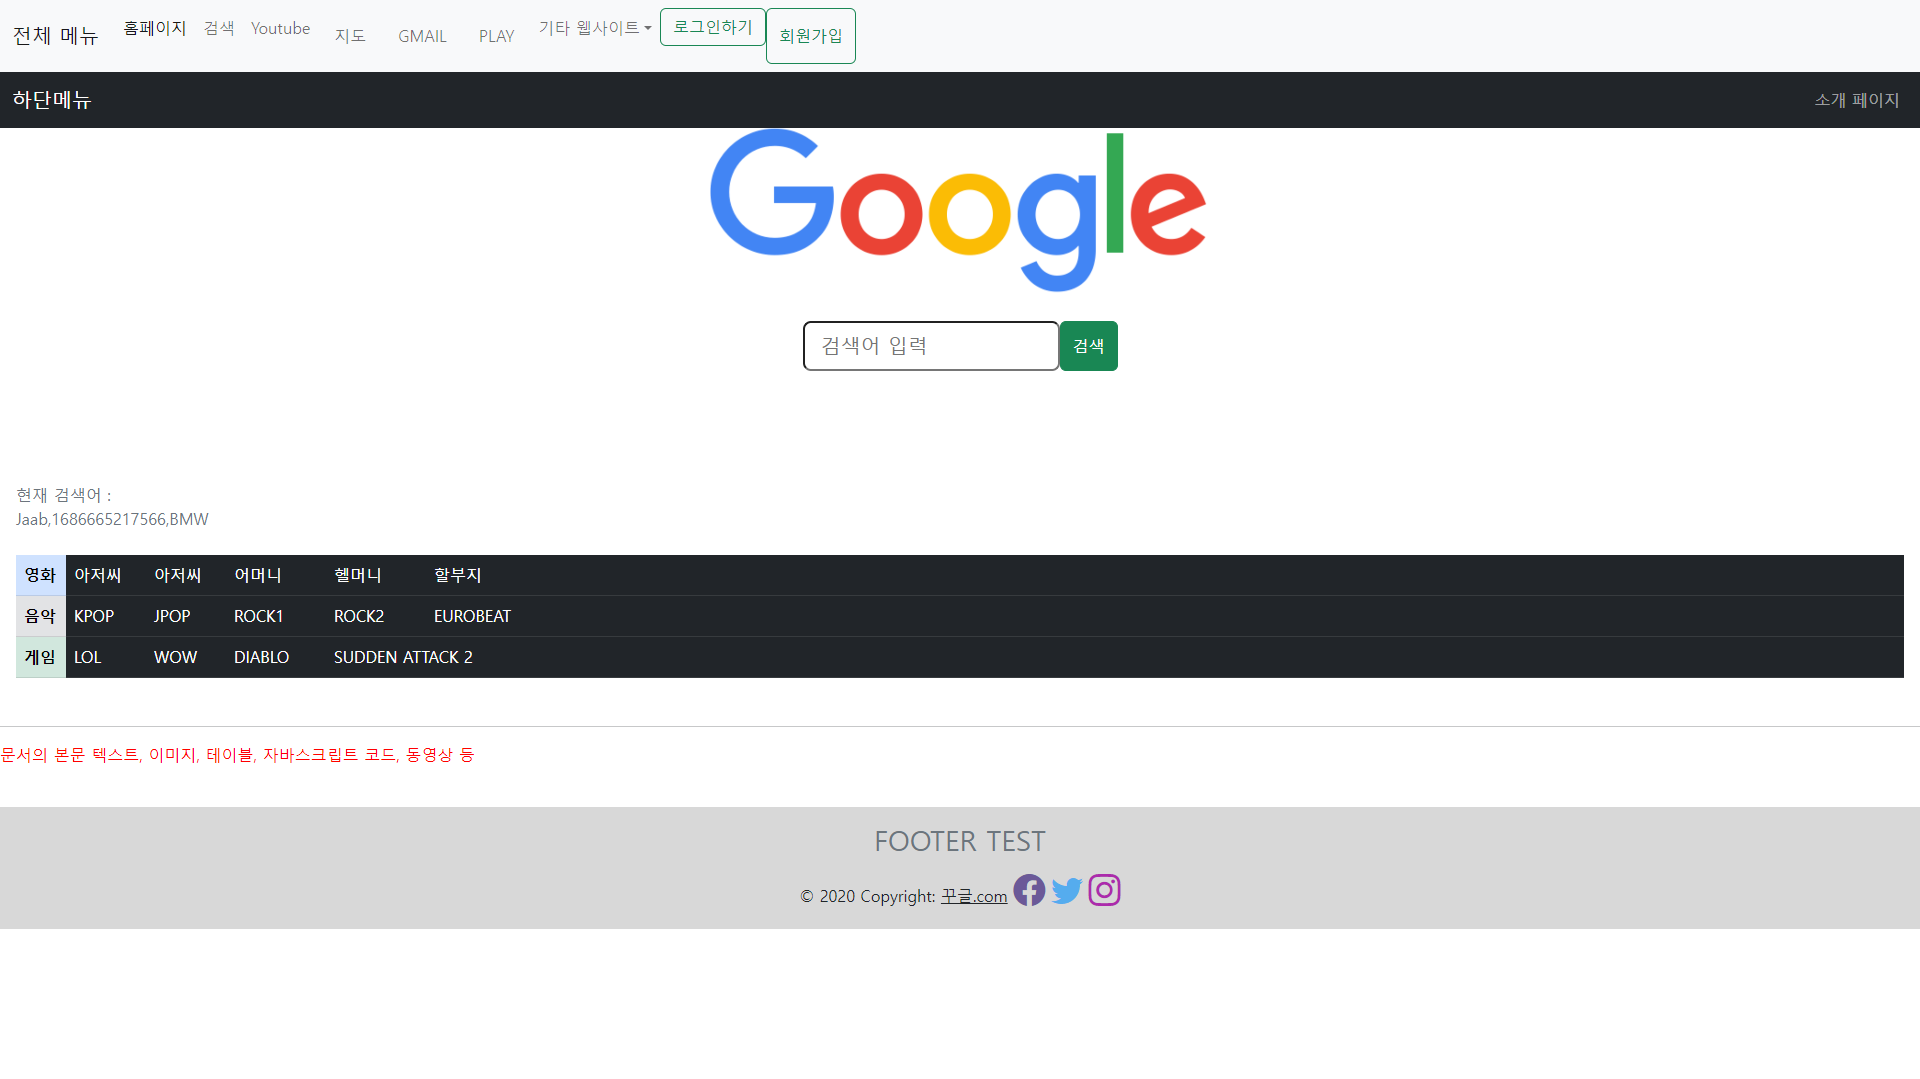 전체 메뉴 홈페이지 검색 Youtube 지도 GMAIL PLAY 기타 웹사이트 로그인하기 회원가입
하단메뉴 소개 페이지
Google
검색어 입력 검색
현재 검색어 :
Jaab,1686665217566,BMW
영화 아저씨 아저씨 어머니 헬머니 할부지
음악 KPOP JPOP ROCK1 ROCK2 EUROBEAT
게임 LOL WOW DIABLO SUDDEN ATTACK 2
문서의 본문 텍스트, 이미지, 테이블, 자바스크립트 코드, 동영상 등
FOOTER TEST
© 2020 Copyright: 꾸글.com